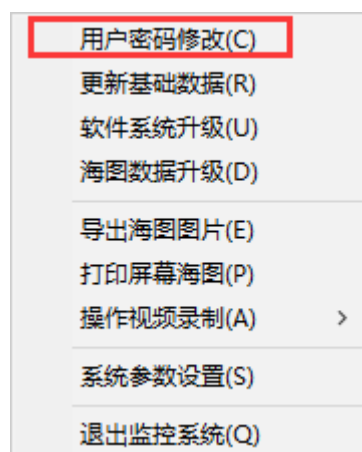 用户密码修改(C)
更新基础数据(R)
软件系统升级(U)
海图数据升级(D)
导出海图图片(E)
打印屏幕海图(P)
操作视频录制(A)
系统参数设置(S)
退出监控系统(Q)